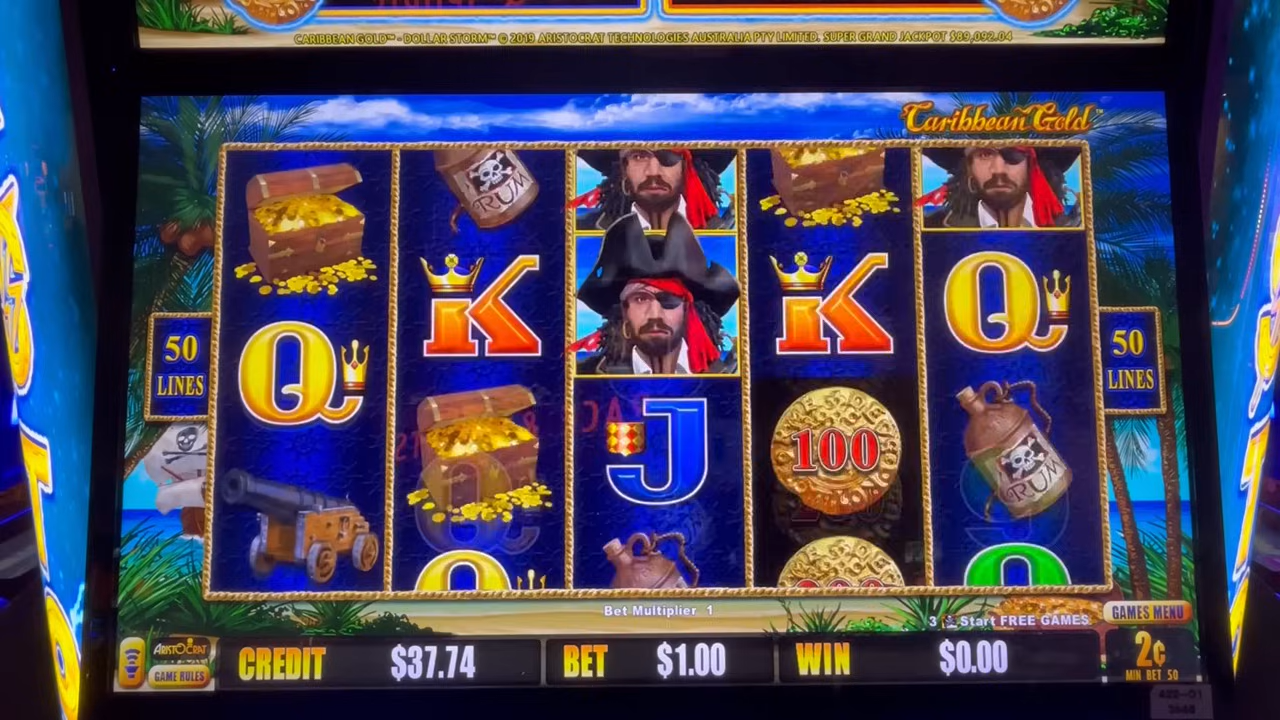 CARIBBEAN GOLD™ - DOLLAR STORM™ © 2019 ARISTOCRAT TECHNOLOGIES AUSTRALIA PTY LIMITED. SUPER GRAND JACKPOT $89,092.04
Caribbean Gold™
RUM
K
K
Q
50
LINES
50
LINES
Q
J
100
RUM
Q
Bet Multiplier 1
3 Start FREE GAMES
GAMES MENU
ARISTOCRAT
GAME RULES
CREDIT $37.74
BET $1.00
WIN $0.00
2¢
MIN BET 50